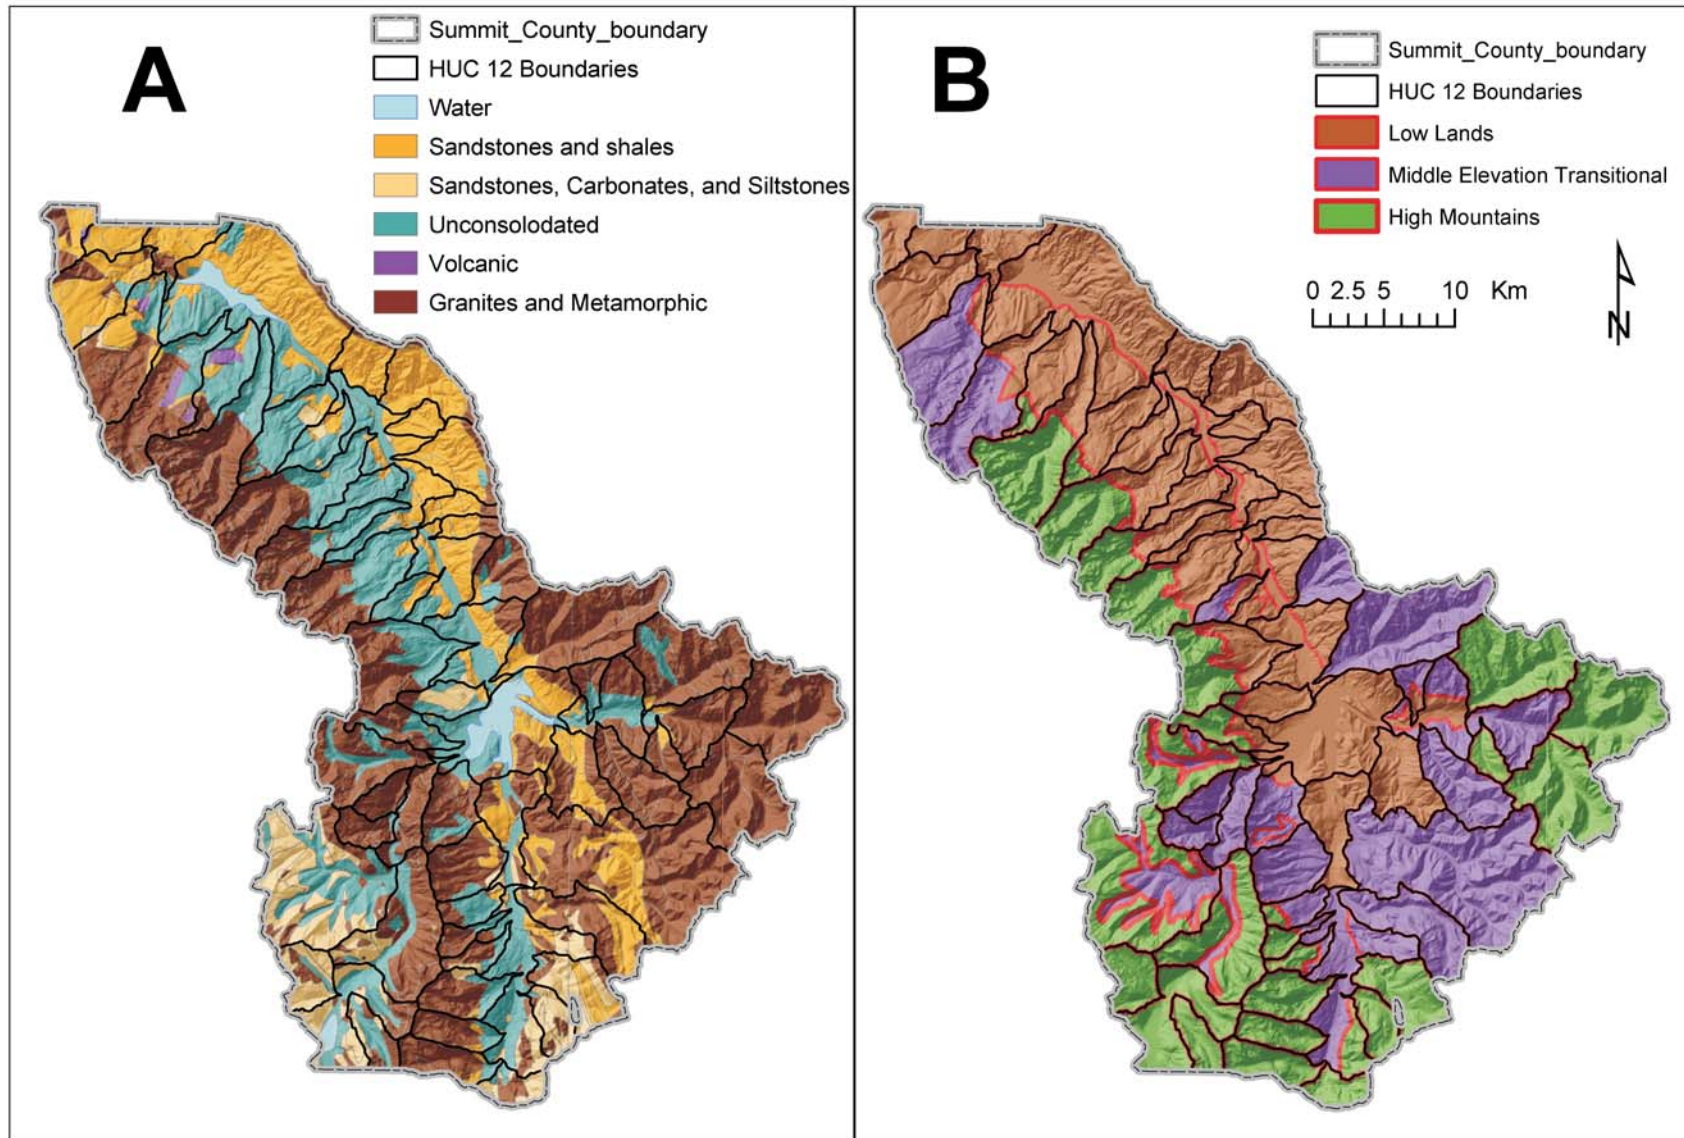 A
Summit_County_boundary
HUC 12 Boundaries
Water
Sandstones and shales
Sandstones, Carbonates, and Siltstones
Unconsolodated
Volcanic
Granites and Metamorphic
B
Summit_County_boundary
HUC 12 Boundaries
Low Lands
Middle Elevation Transitional
High Mountains
0 2.5 5 10 Km
N